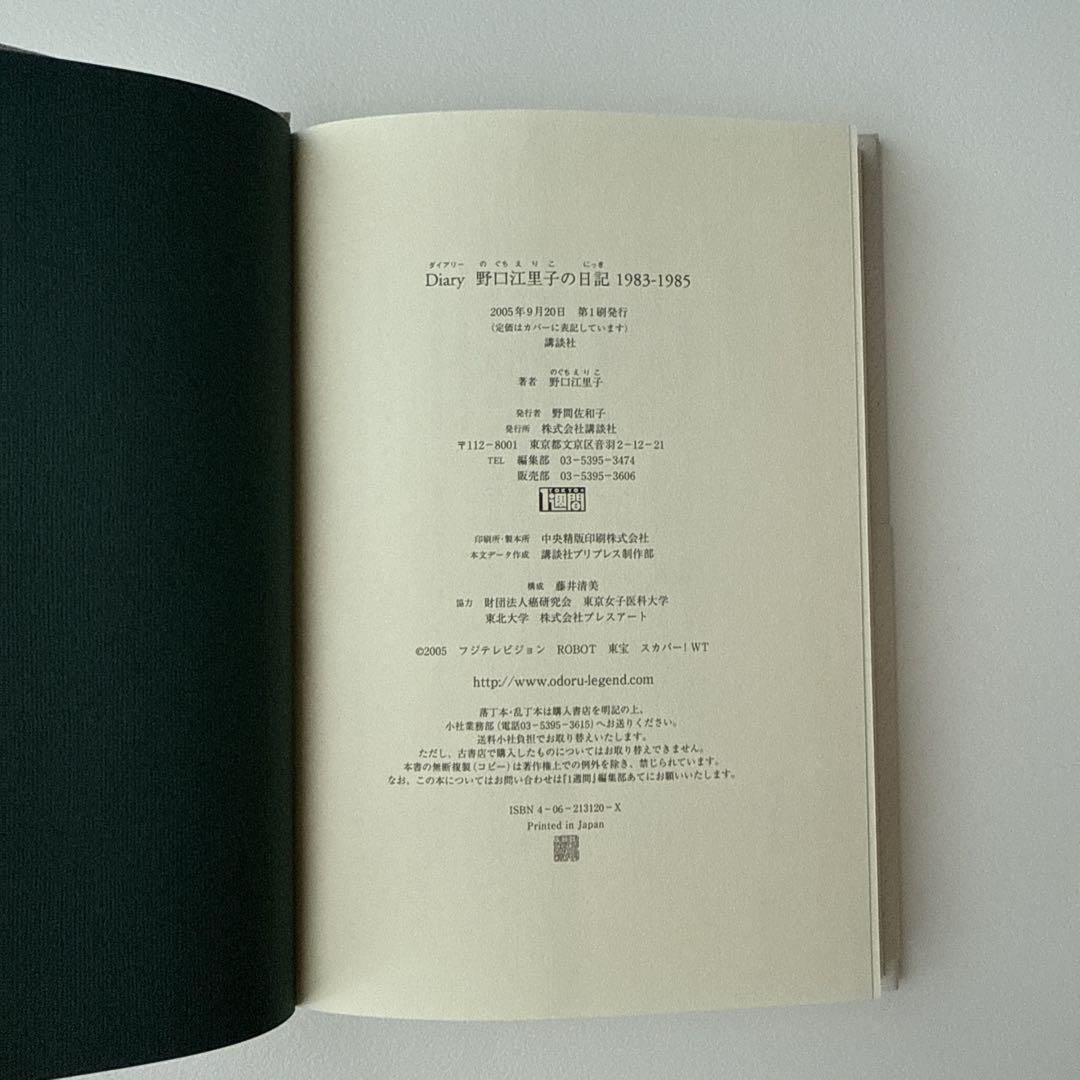 ダイアリー　のぐちえりこ　にっき
Diary 野口江里子の日記 1983-1985
2005年9月20日　第1刷発行
（定価はカバーに表記しています）
講談社
のぐちえりこ
著者　野口江里子
発行者　野間佐和子
発行所　株式会社講談社
〒112-8001　東京都文京区音羽2-12-21
TEL　編集部　03-5395-3474
販売部　03-5395-3606
TOKYO
1週間
印刷所・製本所　中央精版印刷株式会社
本文データ作成　講談社プリプレス制作部
構成　藤井清美
協力　財団法人癌研究会　東京女子医科大学
東北大学　株式会社プレスアート
©2005　フジテレビジョン　ROBOT　東宝　スカパー！WT
http://www.odoru-legend.com
落丁本・乱丁本は購入書店を明記の上、
小社業務部（電話03-5395-3615）へお送りください。
送料小社負担でお取り替えいたします。
ただし、古書店で購入したものについてはお取り替えできません。
本書の無断複製（コピー）は著作権上での例外を除き、禁じられています。
なお、この本についてはお問い合わせは『1週間』編集部あてにお願いいたします。
ISBN 4-06-213120-X
Printed in Japan